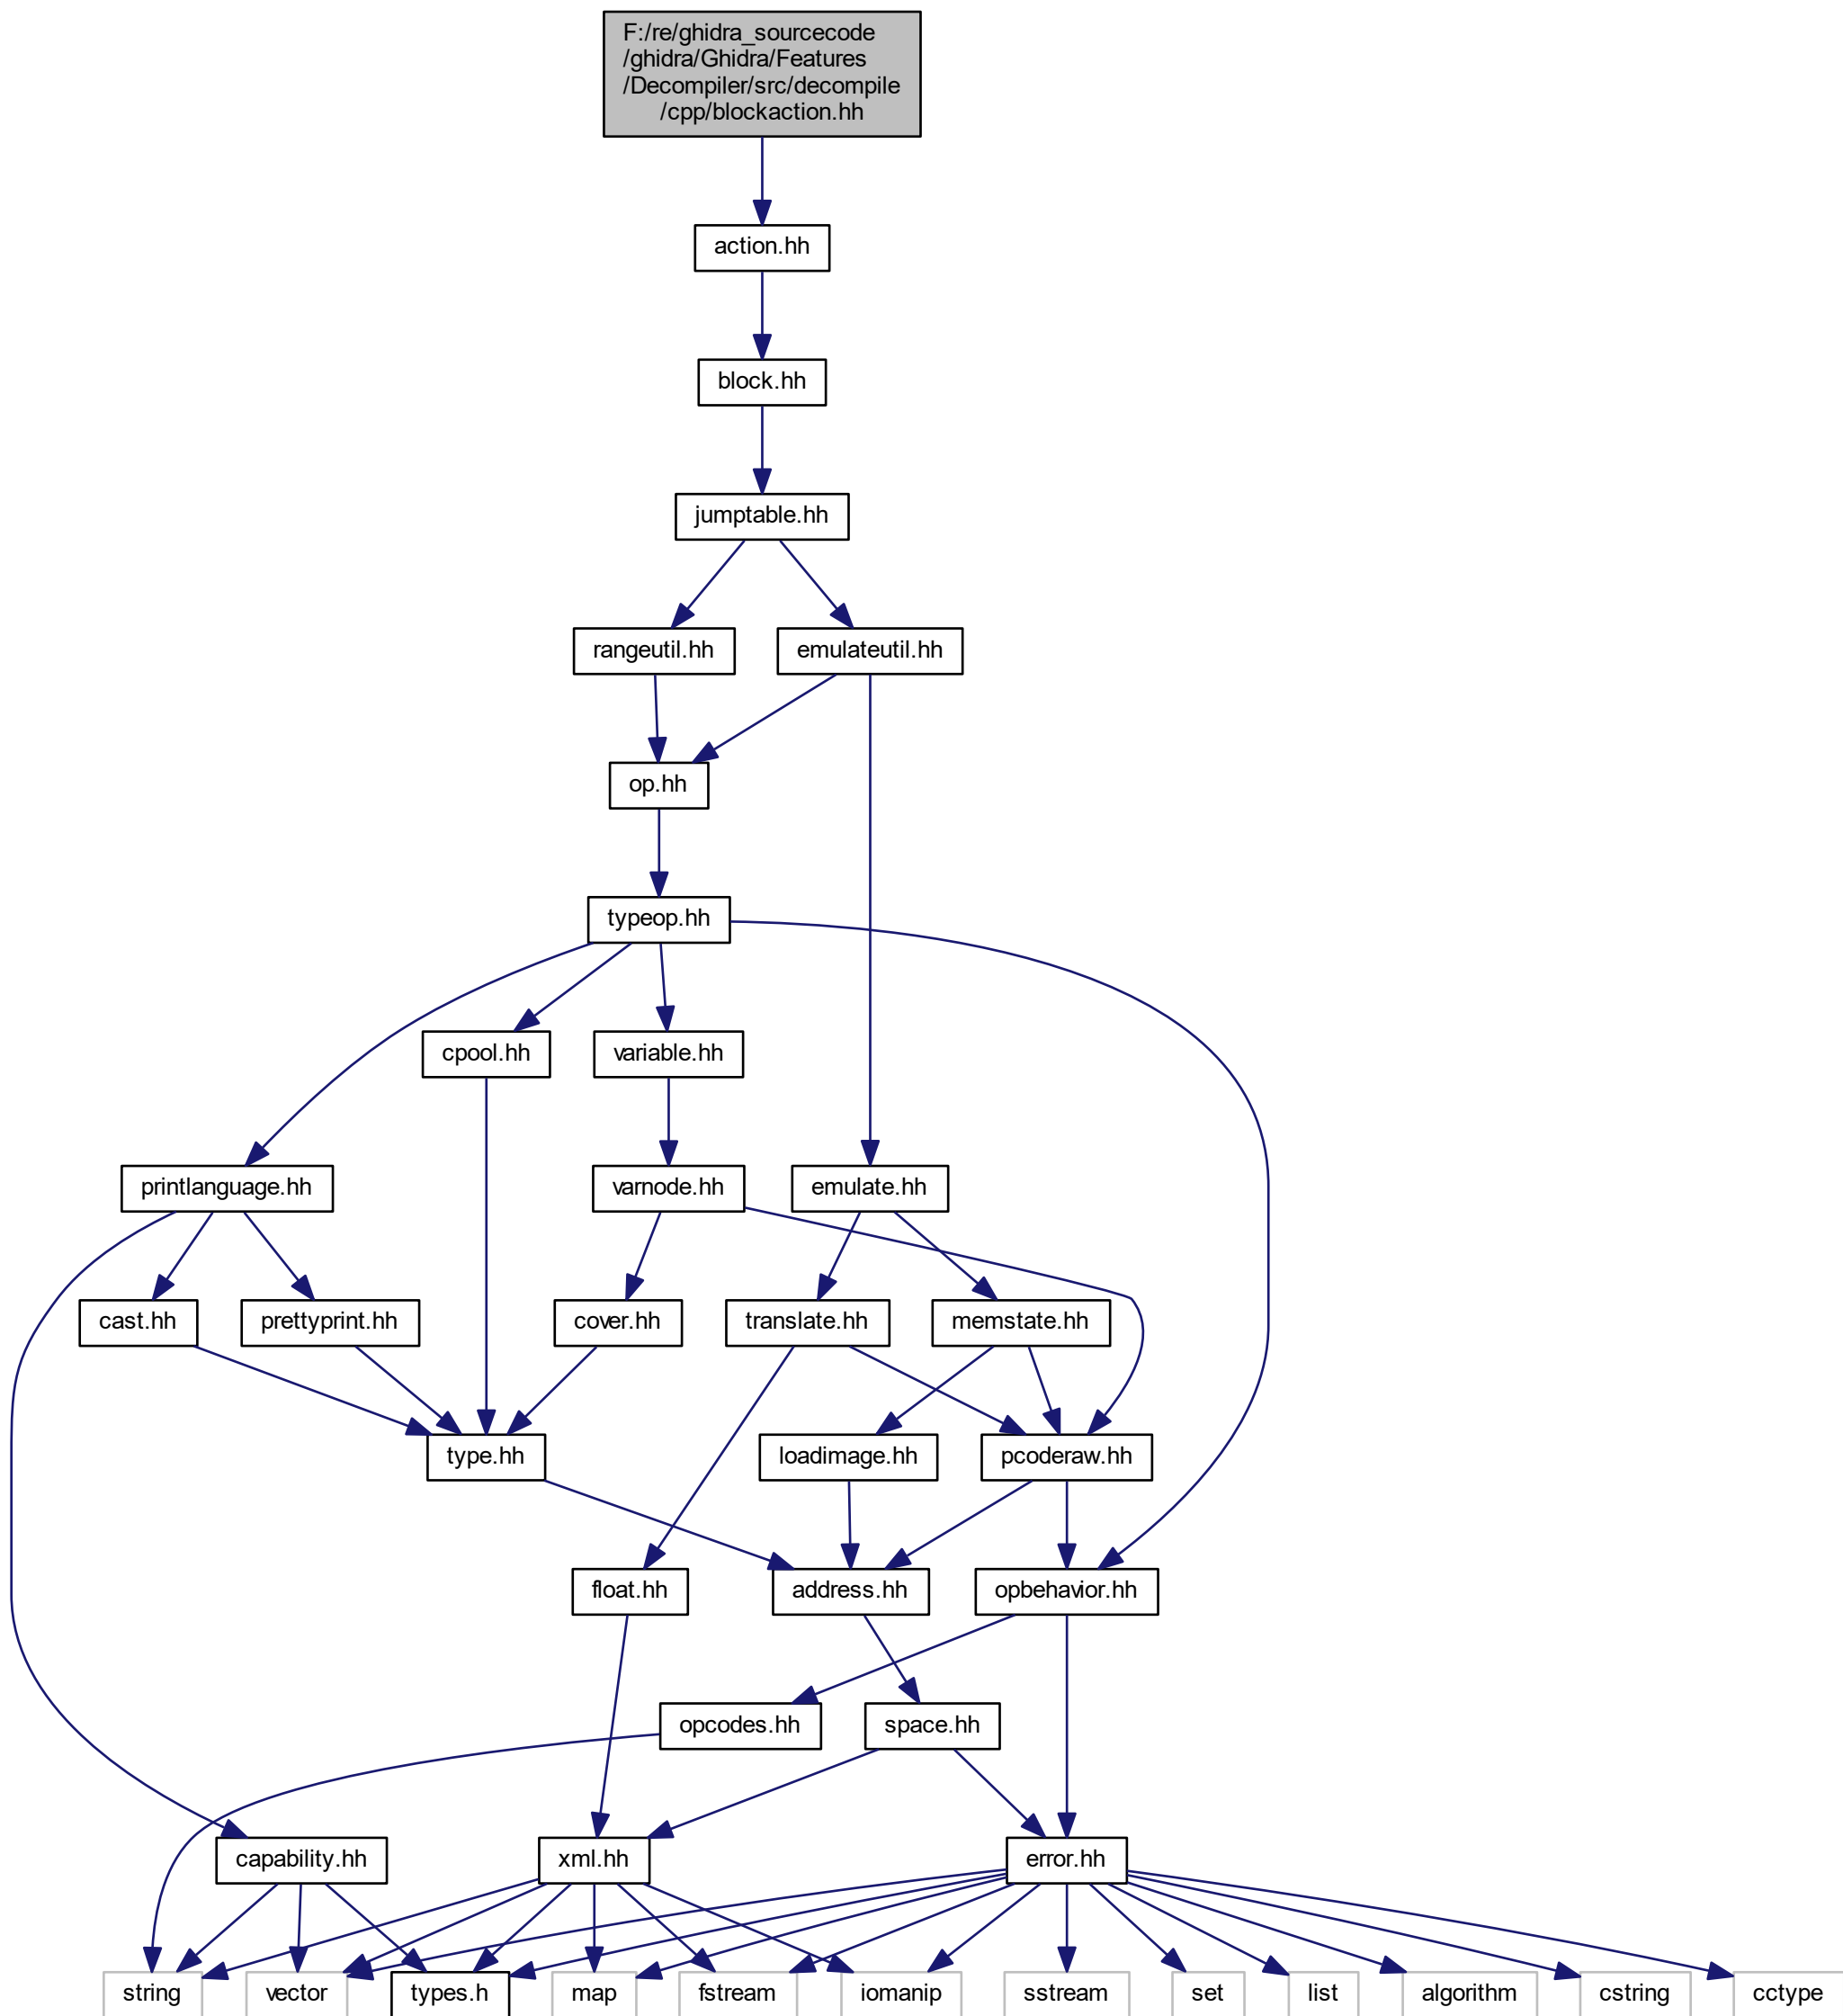 F:/re/ghidra_sourcecode
/ghidra/Ghidra/Features
/Decompiler/src/decompile
/cpp/blockaction.hh
action.hh
block.hh
jumptable.hh
rangeutil.hh
emulateutil.hh
op.hh
typeop.hh
cpool.hh
variable.hh
printlanguage.hh
varnode.hh
emulate.hh
cast.hh
prettyprint.hh
cover.hh
translate.hh
memstate.hh
type.hh
loadimage.hh
pcoderaw.hh
float.hh
address.hh
opbehavior.hh
opcodes.hh
space.hh
capability.hh
xml.hh
error.hh
string
vector
types.h
map
fstream
iomanip
sstream
set
list
algorithm
cstring
cctype